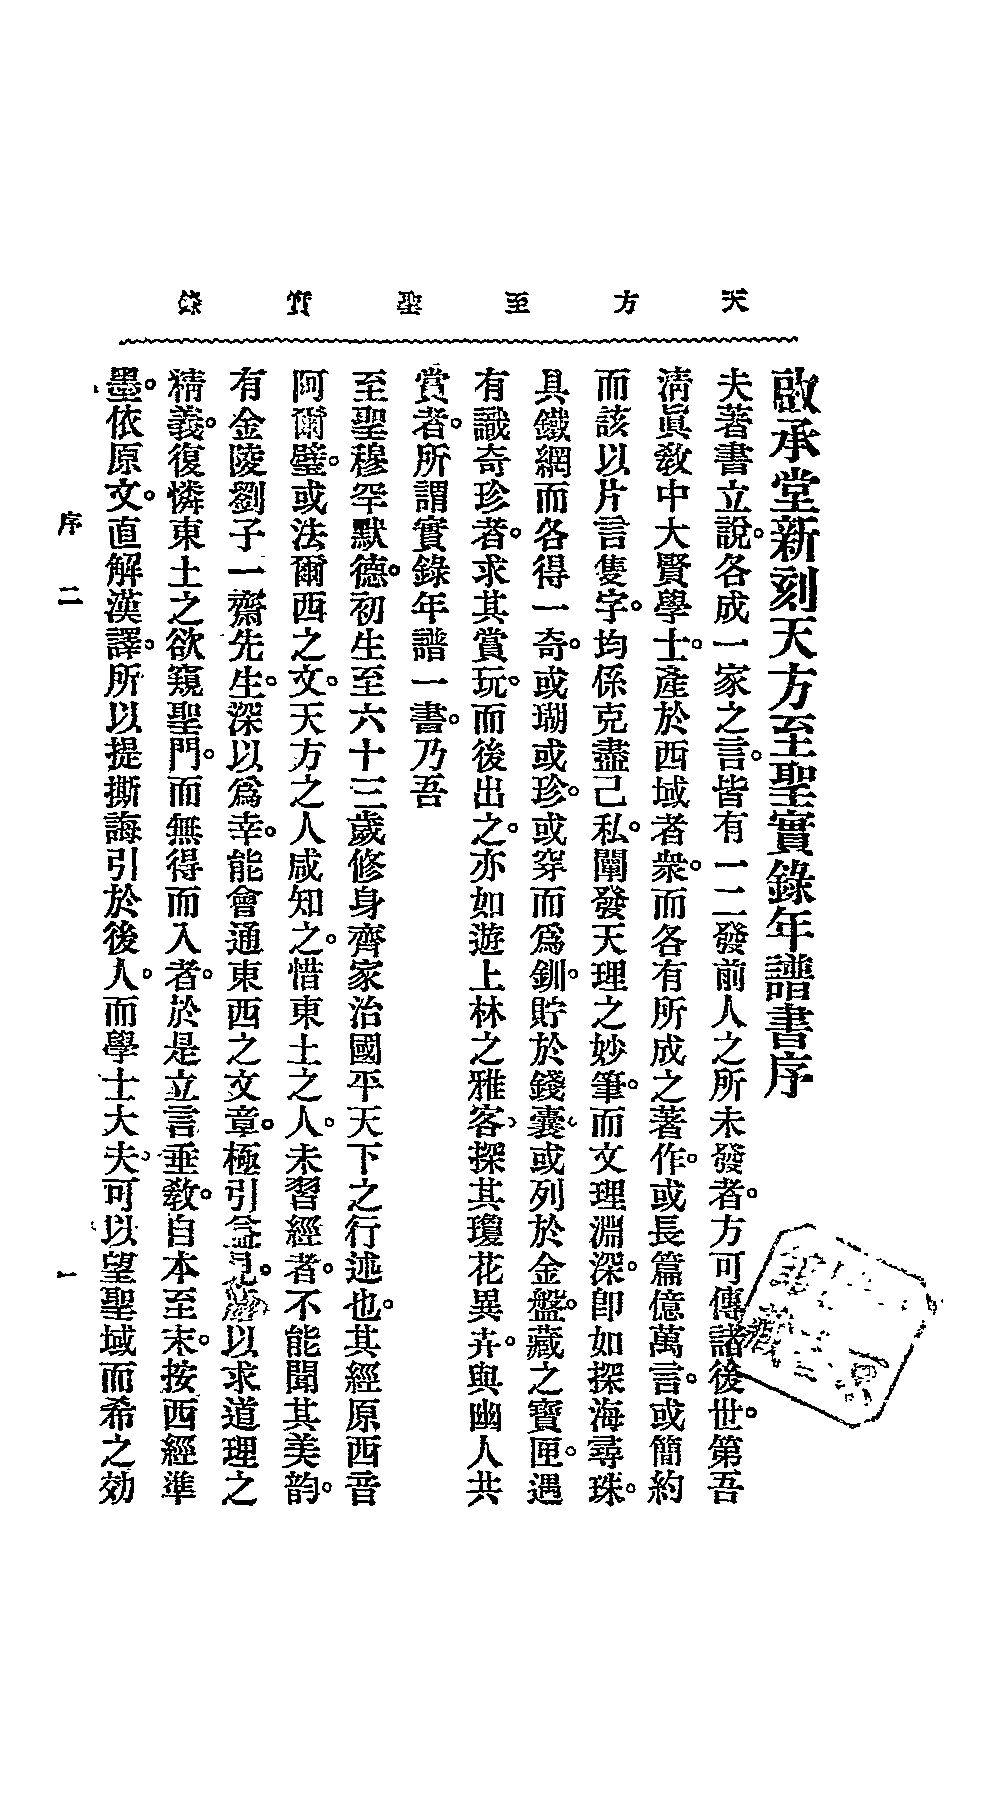 天方至聖實錄
啟承堂新刻天方至聖實錄年譜書序
夫著書立說。各成一家之言。皆有一二發前人之所未發者。方可傳諸後世。第吾
淸眞敎中大賢學士。產於西域者衆。而各有所成之著作。或長篇億萬言。或簡約
而該以片言隻字。均係克盡己私。闡發天理之妙筆。而文理淵深。卽如探海尋珠。
具鐵網而各得一奇。或瑚或珍。或穿而爲釧。貯於錢囊、或列於金盤。藏之寶匣。遇
有識奇珍者。求其賞玩。而後出之。亦如遊上林之雅客、探其瓊花異卉。與幽人共
賞者。所謂實錄年譜一書。乃吾
至聖穆罕默德。初生至六十三歲修身齊家治國平天下之行述也。其經原西音
阿爾璧。或法爾西之文。天方之人咸知之。惜東土之人。未習經者。不能聞其美韵。
有金陵劉子一齋先生。深以爲幸。能會通東西之文章。極引以求道理之
精義。復憐東土之欲窺聖門。而無得而入者。於是立言垂敎。自本至末。按西經準
墨。依原文。直解漢譯。所以提撕誨引於後人。而學士大夫、可以望聖域而希之効
序二
一